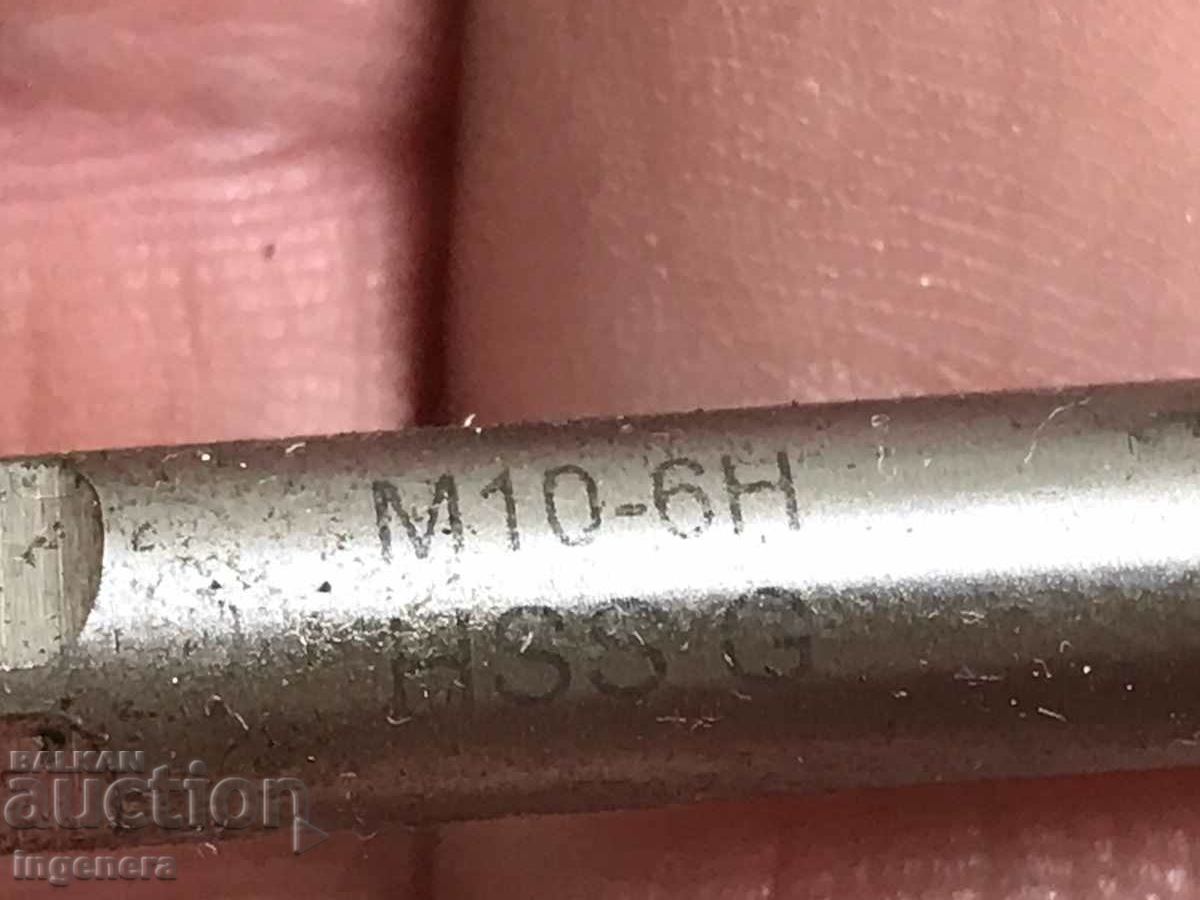 M10-6H
HSS G
BALKAN
auction
ingenera